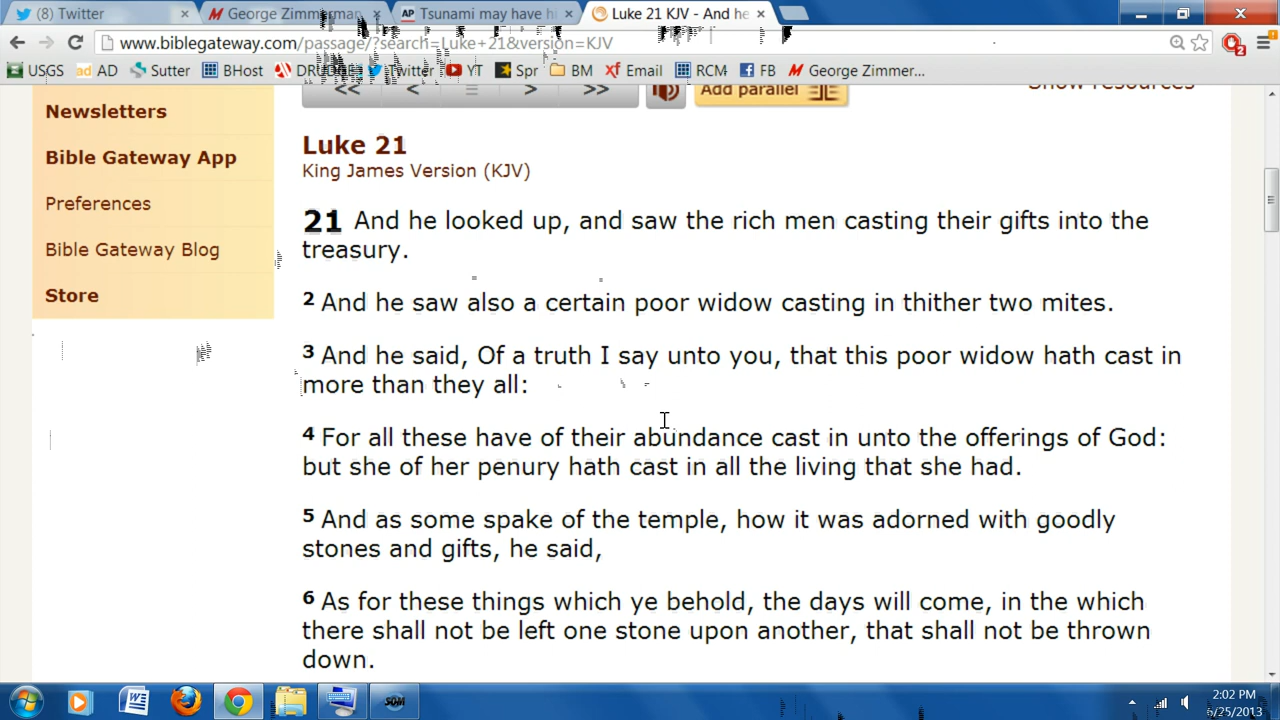 (8) Twitter
George Zimmerman
Tsunami may have hi
Luke 21 KJV - And he
www.biblegateway.com/passage/?search=Luke+21&version=KJV
USGS AD Sutter BHost DRUDGE Twitter YT Spr BM Email RCM FB George Zimmer...
<< < > >> Add parallel Show resources
Newsletters
Bible Gateway App
Preferences
Bible Gateway Blog
Store
Luke 21
King James Version (KJV)
21 And he looked up, and saw the rich men casting their gifts into the
treasury.
2 And he saw also a certain poor widow casting in thither two mites.
3 And he said, Of a truth I say unto you, that this poor widow hath cast in
more than they all:
4 For all these have of their abundance cast in unto the offerings of God:
but she of her penury hath cast in all the living that she had.
5 And as some spake of the temple, how it was adorned with goodly
stones and gifts, he said,
6 As for these things which ye behold, the days will come, in the which
there shall not be left one stone upon another, that shall not be thrown
down.
2:02 PM
6/25/2013